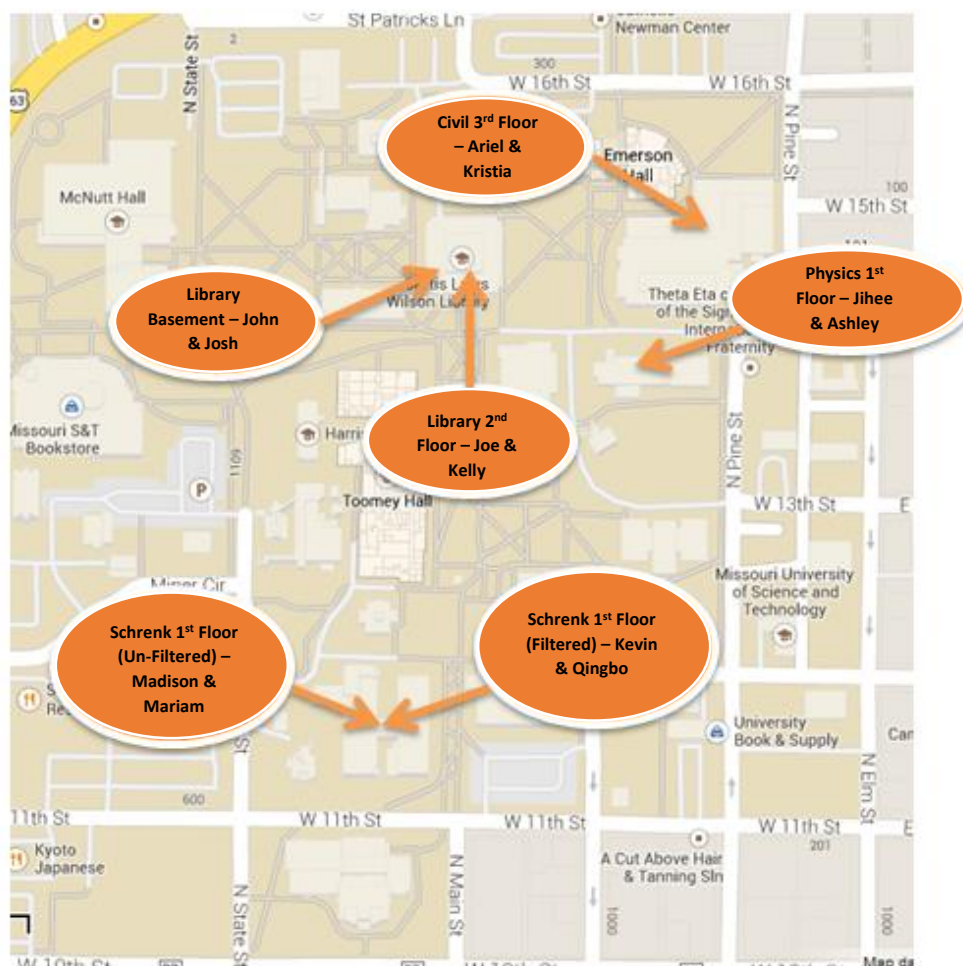 St Patricks Ln
Newman Center
N State St
2
300
W 16th St
W 16th St
63
N Pine St
Civil 3rd Floor
– Ariel &
Kristia
Emerson
Hall
McNutt Hall
100
W 15th St
Library
Basement – John
& Josh
Wilson Library
Theta Eta
of the
Fraternity
Physics 1st
Floor – Jihee
& Ashley
Missouri S&T
Bookstore
1109
P
Library 2nd
Floor – Joe &
Kelly
Toomey Hall
N Pine St
W 13th St
E
Miner Cir
Missouri University
of Science and
Technology
Schrenk 1st Floor
(Un-Filtered) –
Madison &
Mariam
Schrenk 1st Floor
(Filtered) – Kevin
& Qingbo
St
University
Book & Supply
N Elm St
600
11th St
W 11th St
W 11th St
W 11th St
E
201
Kyoto
Japanese
A Cut Above Hair
& Tanning Sln
N State St
N Main St
1000
1000